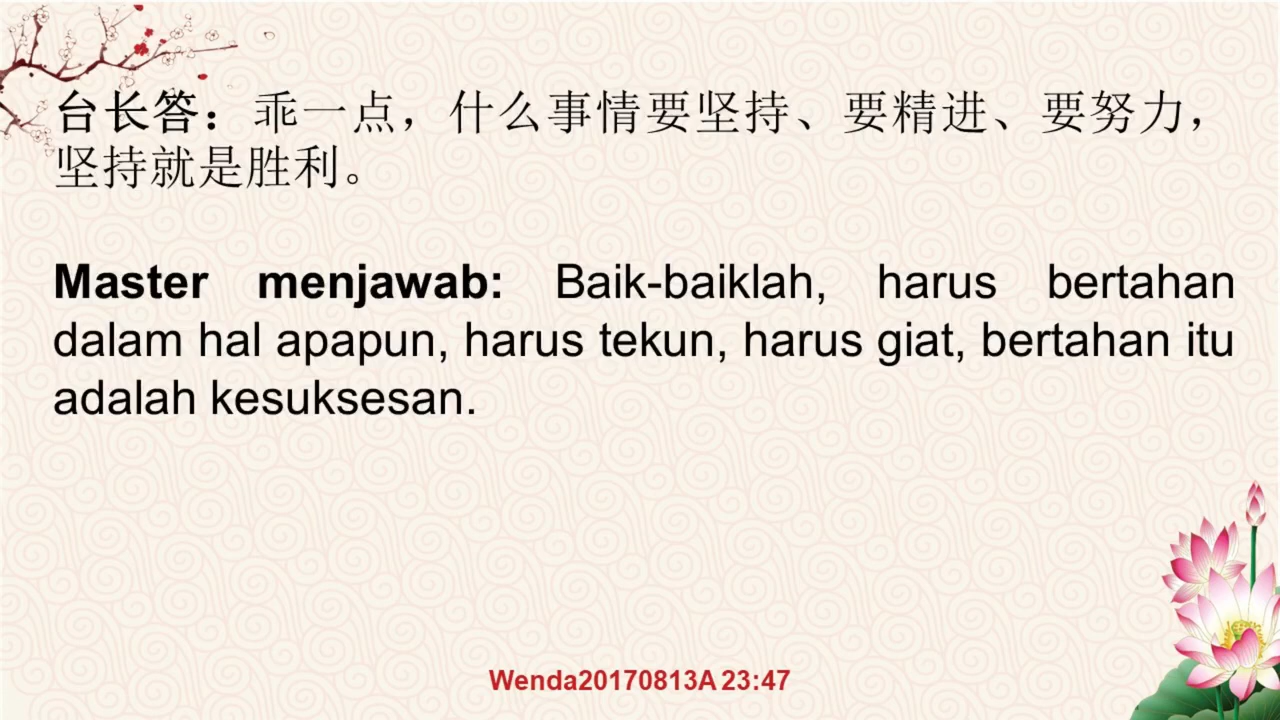 台长答：乖一点，什么事情要坚持、要精进、要努力，
坚持就是胜利。
Master menjawab: Baik-baiklah, harus bertahan
dalam hal apapun, harus tekun, harus giat, bertahan itu
adalah kesuksesan.
Wenda20170813A 23:47